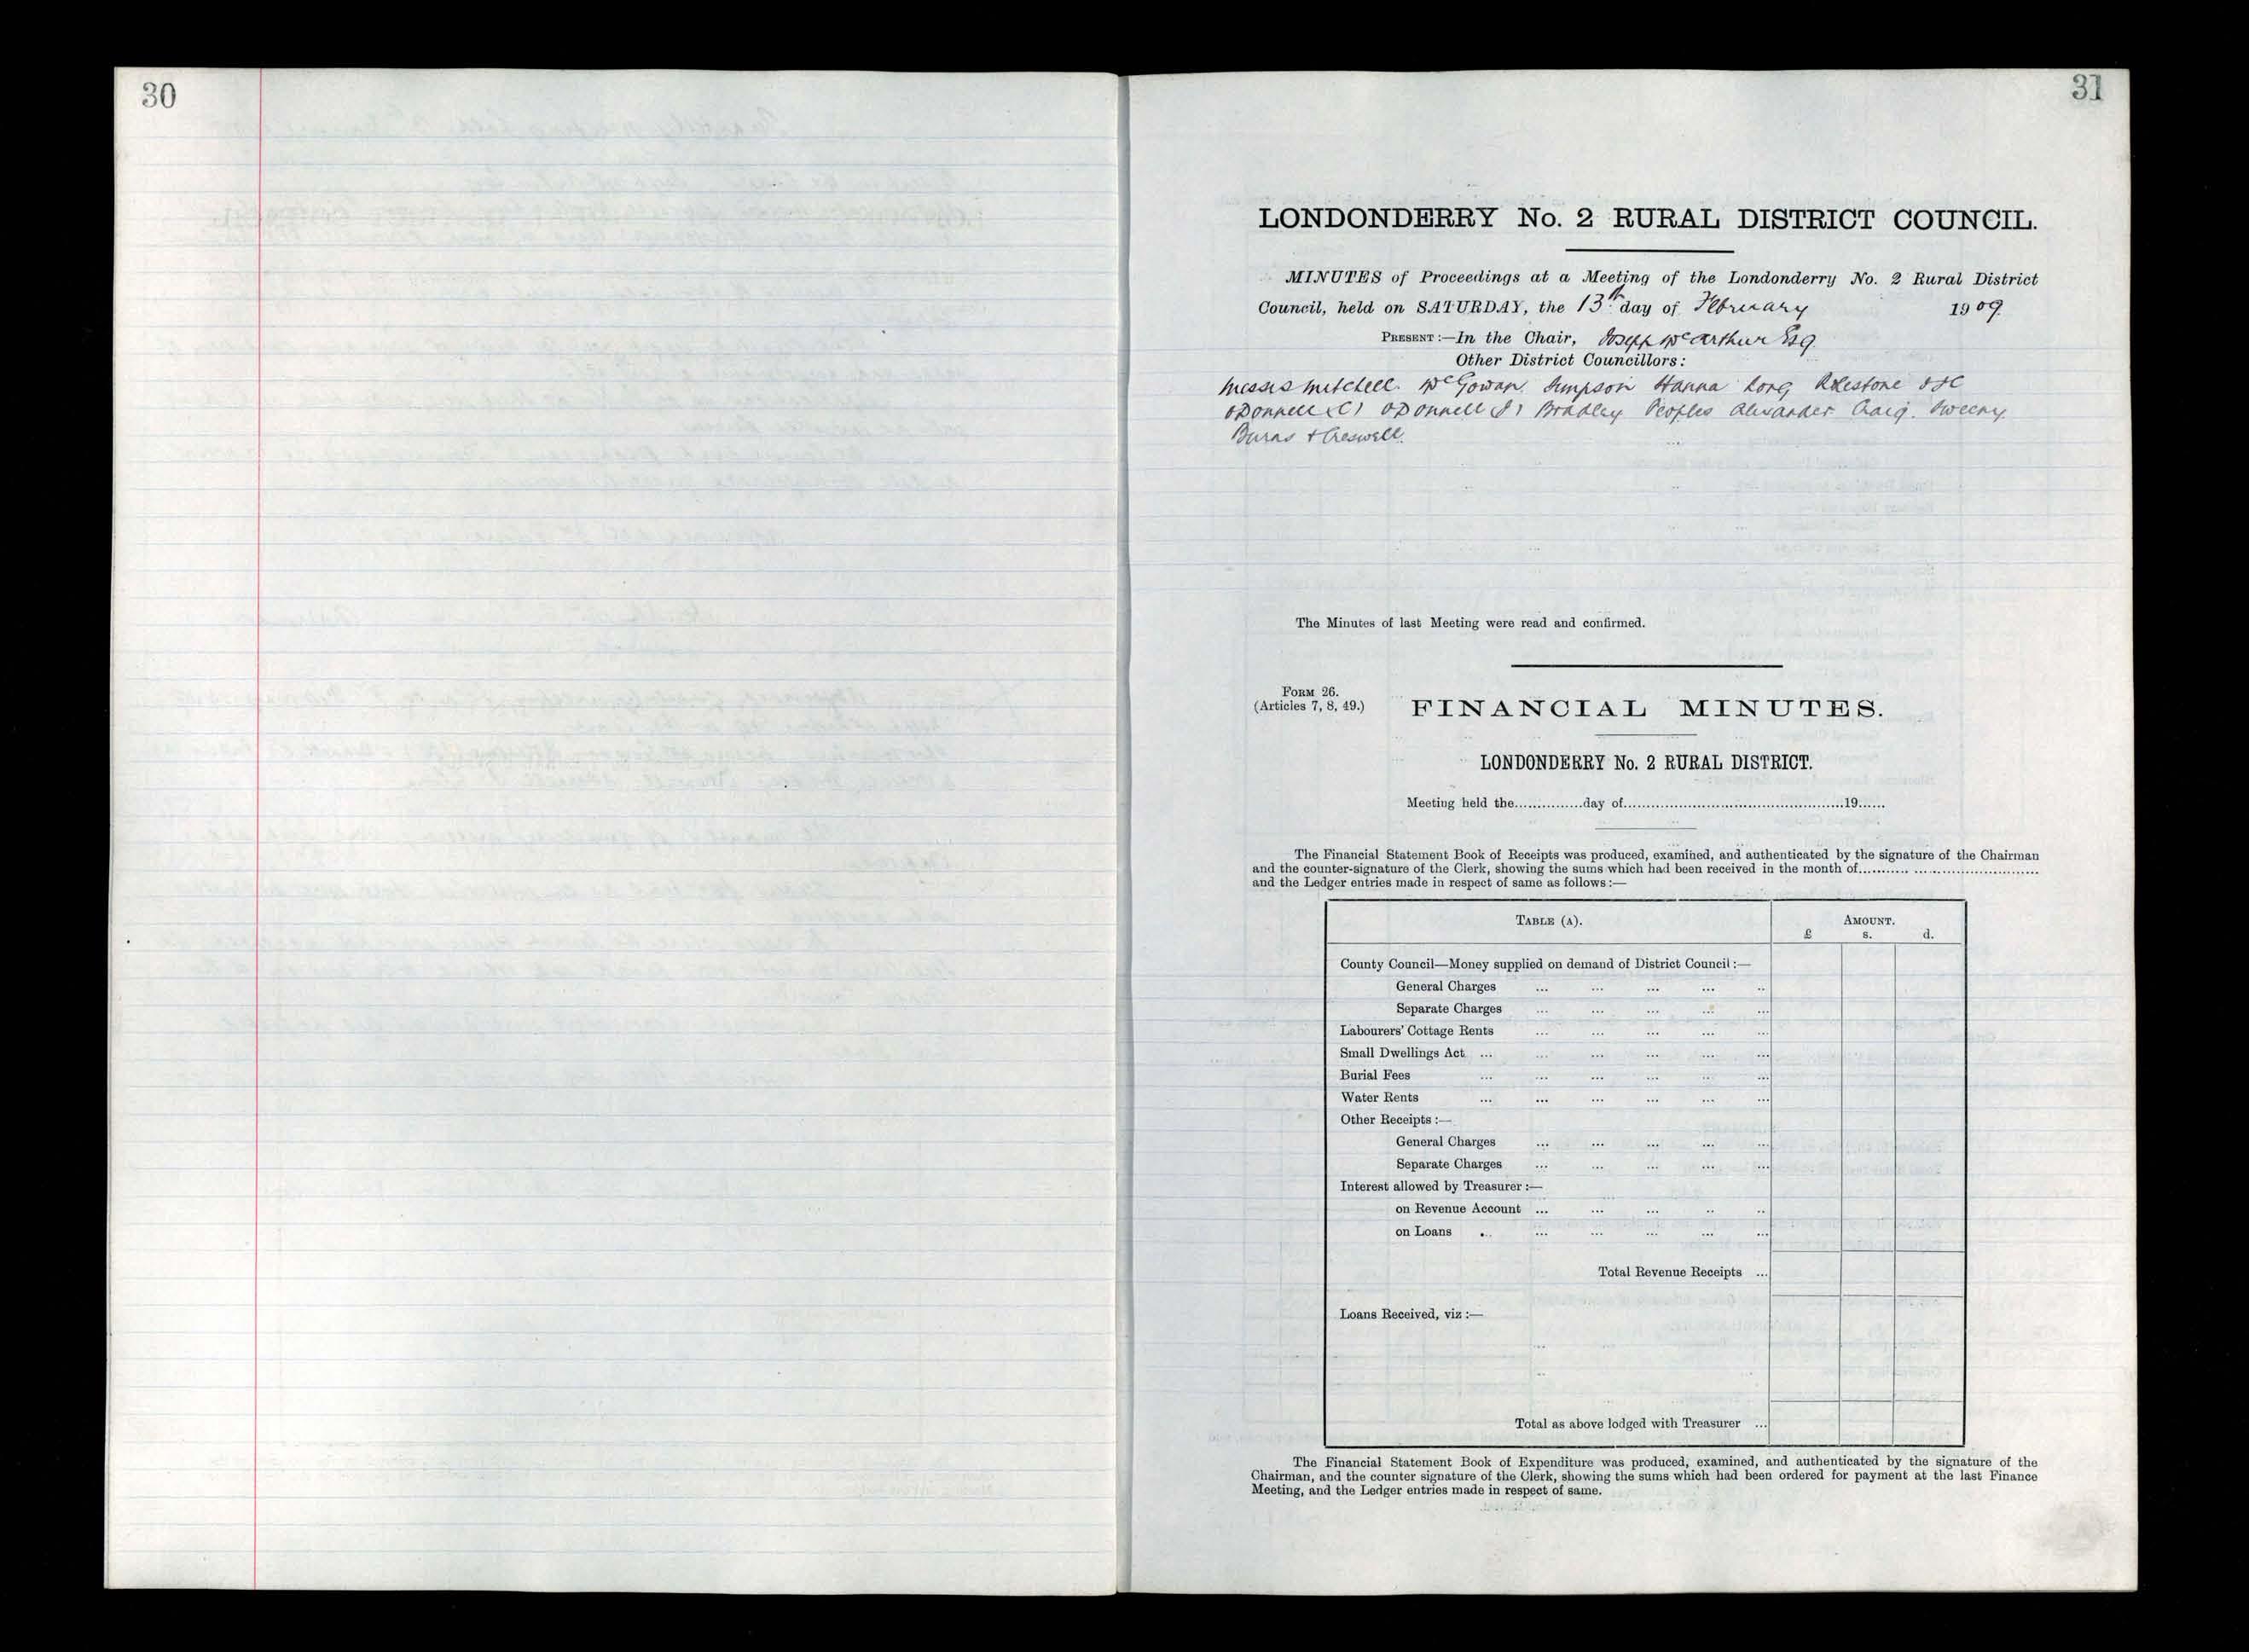 30
31
LONDONDERRY No. 2 RURAL DISTRICT COUNCIL.
MINUTES of Proceedings at a Meeting of the Londonderry No. 2 Rural District
Council, held on SATURDAY, the 13th day of February 1909
PRESENT:—In the Chair, Joseph McCarthur Esq
Other District Councillors:
Messrs Mitchell McGowan Simpson Hanna Long
ODonnell (C) ODonnell (J) Bradley Peoples Alexander Craig. Sweeny
Burns + Creswell.
The Minutes of last Meeting were read and confirmed.
FORM 26.
(Articles 7, 8, 49.)
FINANCIAL MINUTES.
LONDONDERRY No. 2 RURAL DISTRICT.
Meeting held the...............day of................................................19......
The Financial Statement Book of Receipts was produced, examined, and authenticated by the signature of the Chairman
and the counter-signature of the Clerk, showing the sums which had been received in the month of........................................
and the Ledger entries made in respect of same as follows:—
TABLE (A). AMOUNT.
£ s. d.
County Council—Money supplied on demand of District Council:—
General Charges ... ... ... ... ..
Separate Charges ... ... ... ... ...
Labourers' Cottage Rents ... ... ... ... ...
Small Dwellings Act ... ... ... ... ... ...
Burial Fees ... ... ... ... .. ...
Water Rents ... ... ... ... ... ...
Other Receipts:—
General Charges ... ... ... ... ...
Separate Charges ... ... ... ... ...
Interest allowed by Treasurer:—
on Revenue Account ... ... ... .. ..
on Loans .. ... ... ... ... ...
Total Revenue Receipts ...
Loans Received, viz:—
Total as above lodged with Treasurer ...
The Financial Statement Book of Expenditure was produced, examined, and authenticated by the signature of the
Chairman, and the counter signature of the Clerk, showing the sums which had been ordered for payment at the last Finance
Meeting, and the Ledger entries made in respect of same.